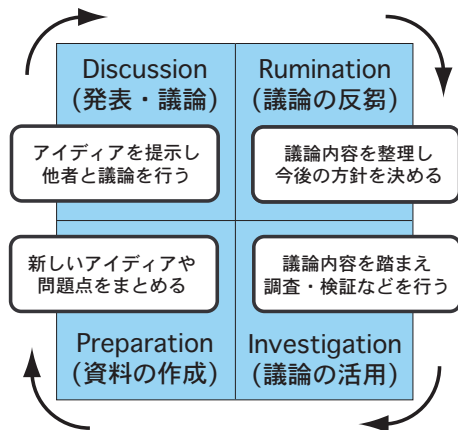 Discussion
(発表・議論)
アイディアを提示し
他者と議論を行う
Rumination
(議論の反芻)
議論内容を整理し
今後の方針を決める
新しいアイディアや
問題点をまとめる
Preparation
(資料の作成)
議論内容を踏まえ
調査・検証などを行う
Investigation
(議論の活用)